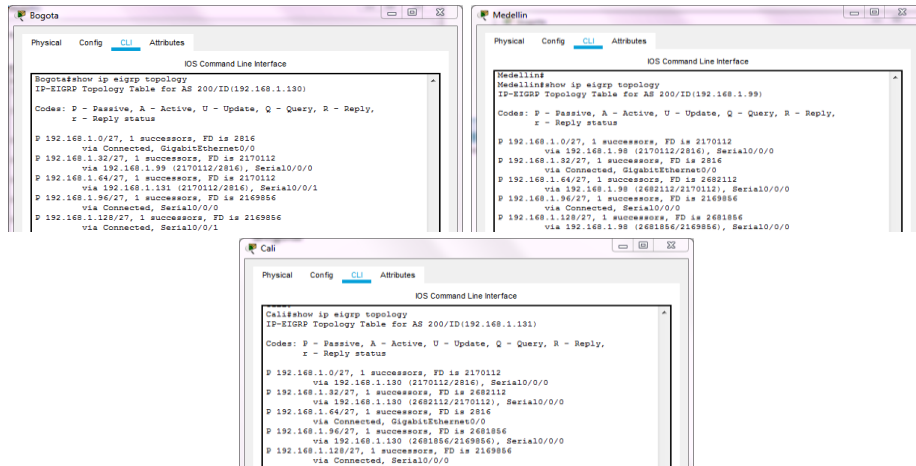 Bogota
Physical Config CLI Attributes
IOS Command Line Interface
Bogota#show ip eigrp topology
IP-EIGRP Topology Table for AS 200/ID(192.168.1.130)
Codes: P - Passive, A - Active, U - Update, Q - Query, R - Reply,
r - Reply status
P 192.168.1.0/27, 1 successors, FD is 2816
via Connected, GigabitEthernet0/0
P 192.168.1.32/27, 1 successors, FD is 2170112
via 192.168.1.99 (2170112/2816), Serial0/0/0
P 192.168.1.64/27, 1 successors, FD is 2170112
via 192.168.1.131 (2170112/2816), Serial0/0/1
P 192.168.1.96/27, 1 successors, FD is 2169856
via Connected, Serial0/0/0
P 192.168.1.128/27, 1 successors, FD is 2169856
via Connected, Serial0/0/1
Medellin
Physical Config CLI Attributes
IOS Command Line Interface
Medellin#
Medellin#show ip eigrp topology
IP-EIGRP Topology Table for AS 200/ID(192.168.1.99)
Codes: P - Passive, A - Active, U - Update, Q - Query, R - Reply,
r - Reply status
P 192.168.1.0/27, 1 successors, FD is 2170112
via 192.168.1.98 (2170112/2816), Serial0/0/0
P 192.168.1.32/27, 1 successors, FD is 2816
via Connected, GigabitEthernet0/0
P 192.168.1.64/27, 1 successors, FD is 2682112
via 192.168.1.98 (2682112/2170112), Serial0/0/0
P 192.168.1.96/27, 1 successors, FD is 2169856
via Connected, Serial0/0/0
P 192.168.1.128/27, 1 successors, FD is 2681856
via 192.168.1.98 (2681856/2169856), Serial0/0/0
Cali
Physical Config CLI Attributes
IOS Command Line Interface
Cali#show ip eigrp topology
IP-EIGRP Topology Table for AS 200/ID(192.168.1.131)
Codes: P - Passive, A - Active, U - Update, Q - Query, R - Reply,
r - Reply status
P 192.168.1.0/27, 1 successors, FD is 2170112
via 192.168.1.130 (2170112/2816), Serial0/0/0
P 192.168.1.32/27, 1 successors, FD is 2682112
via 192.168.1.130 (2682112/2170112), Serial0/0/0
P 192.168.1.64/27, 1 successors, FD is 2816
via Connected, GigabitEthernet0/0
P 192.168.1.96/27, 1 successors, FD is 2681856
via 192.168.1.130 (2681856/2169856), Serial0/0/0
P 192.168.1.128/27, 1 successors, FD is 2169856
via Connected, Serial0/0/0